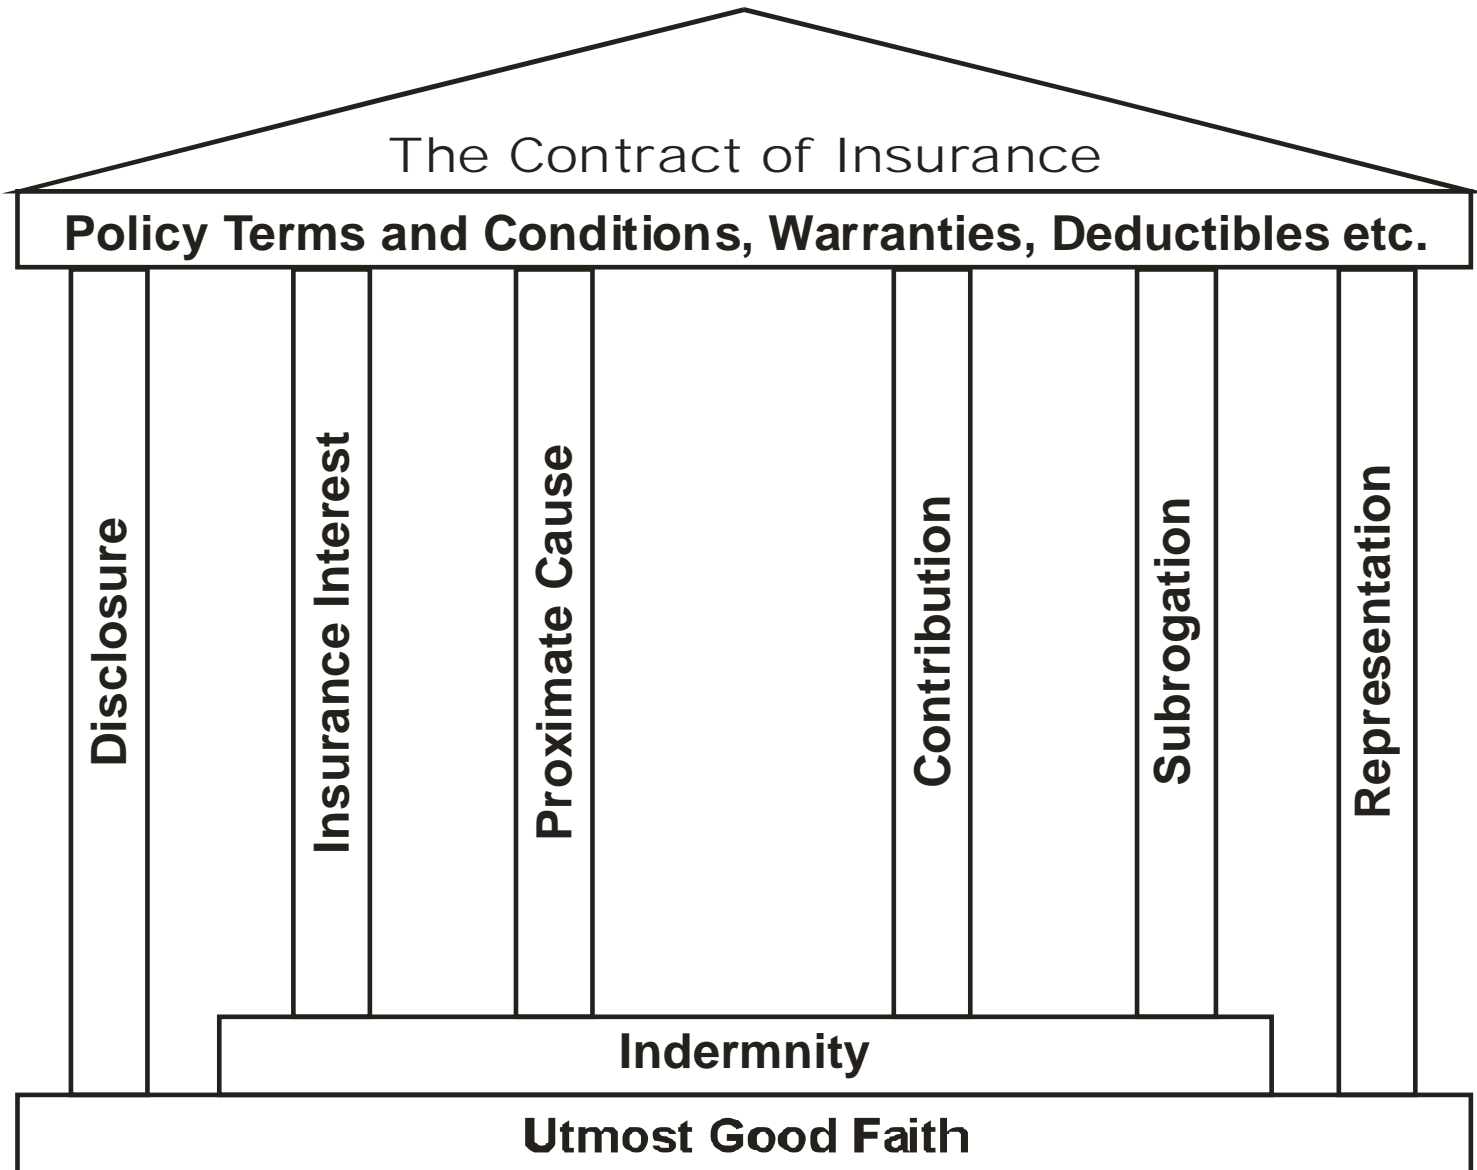 The Contract of Insurance
Policy Terms and Conditions, Warranties, Deductibles etc.
Disclosure
Insurance Interest
Proximate Cause
Contribution
Subrogation
Representation
Indermnity
Utmost Good Faith